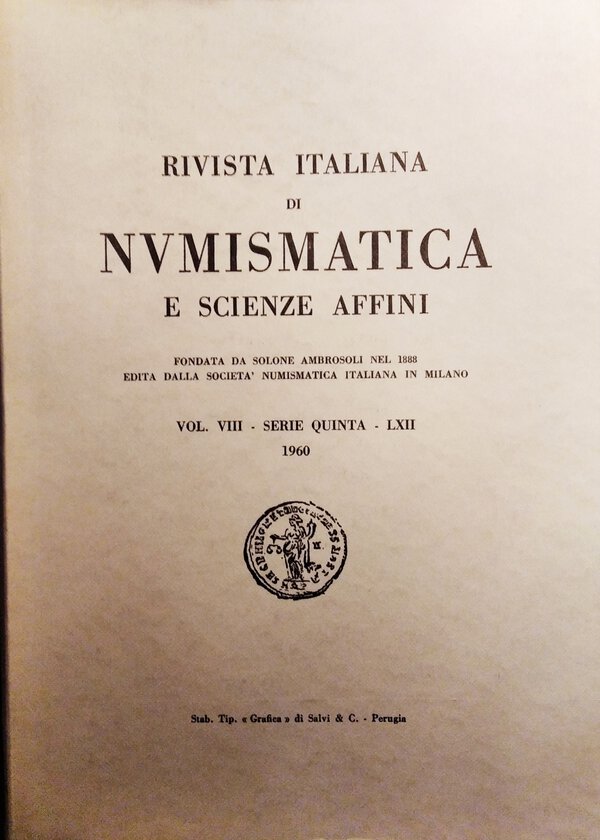 RIVISTA ITALIANA
DI
NVMISMATICA
E SCIENZE AFFINI
FONDATA DA SOLONE AMBROSOLI NEL 1888
EDITA DALLA SOCIETA' NUMISMATICA ITALIANA IN MILANO
VOL. VIII - SERIE QUINTA - LXII
1960
Stab. Tip. « Grafica » di Salvi & C. - Perugia